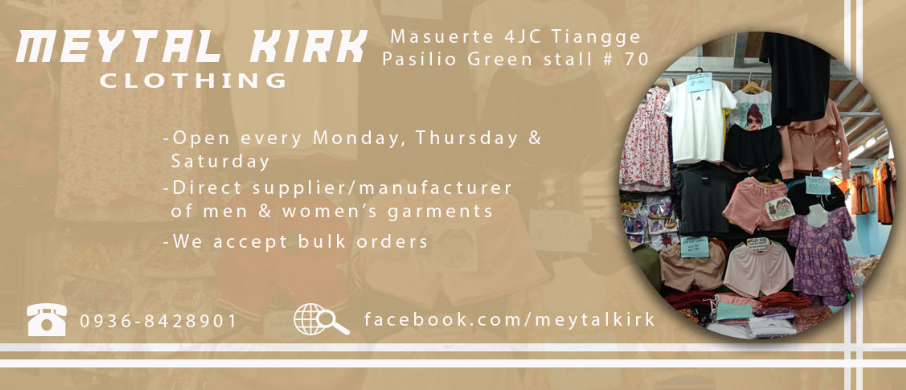 MEYTAL KIRK
CLOTHING
Masuerte 4JC Tiangge
Pasilio Green stall # 70
-Open every Monday, Thursday &
Saturday
-Direct supplier/manufacturer
of men & women's garments
-We accept bulk orders
0936-8428901
facebook.com/meytalkirk